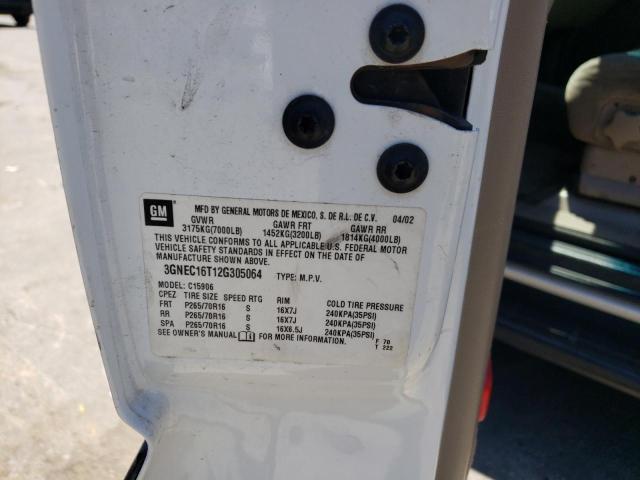 GM MFD BY GENERAL MOTORS DE MEXICO, S. DE R.L. DE C.V. 04/02
GVWR GAWR FRT GAWR RR
3175KG(7000LB) 1452KG(3200LB) 1814KG(4000LB)
THIS VEHICLE CONFORMS TO ALL APPLICABLE U.S. FEDERAL MOTOR
VEHICLE SAFETY STANDARDS IN EFFECT ON THE DATE OF
MANUFACTURE SHOWN ABOVE.
3GNEC16T12G305064 TYPE: M.P.V.
MODEL: C15906
CPEZ TIRE SIZE SPEED RTG RIM COLD TIRE PRESSURE
FRT P265/70R16 S 16X7J 240KPA(35PSI)
RR P265/70R16 S 16X7J 240KPA(35PSI)
SPA P265/70R16 S 16X6.5J 240KPA(35PSI)
SEE OWNER'S MANUAL FOR MORE INFORMATION. F 70
T 222